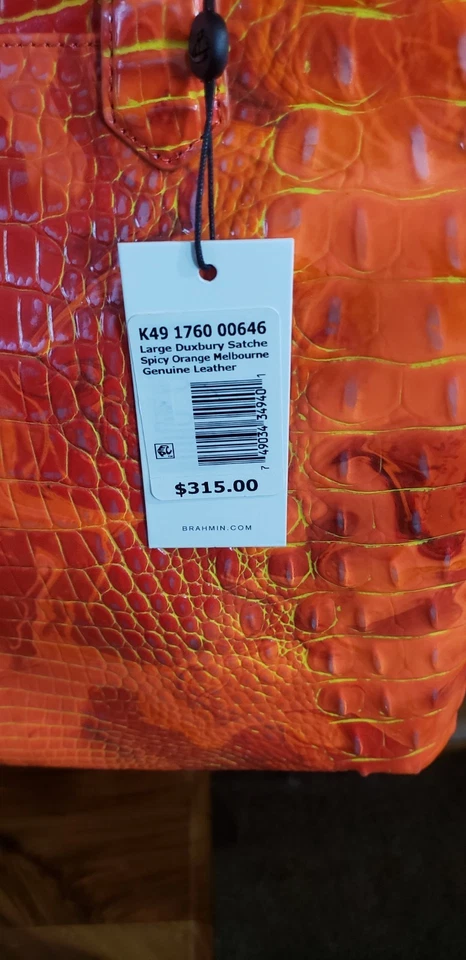 K49 1760 00646
Large Duxbury Satche
Spicy Orange Melbourne
Genuine Leather
7 49034 34940 1
$315.00
BRAHMIN.COM